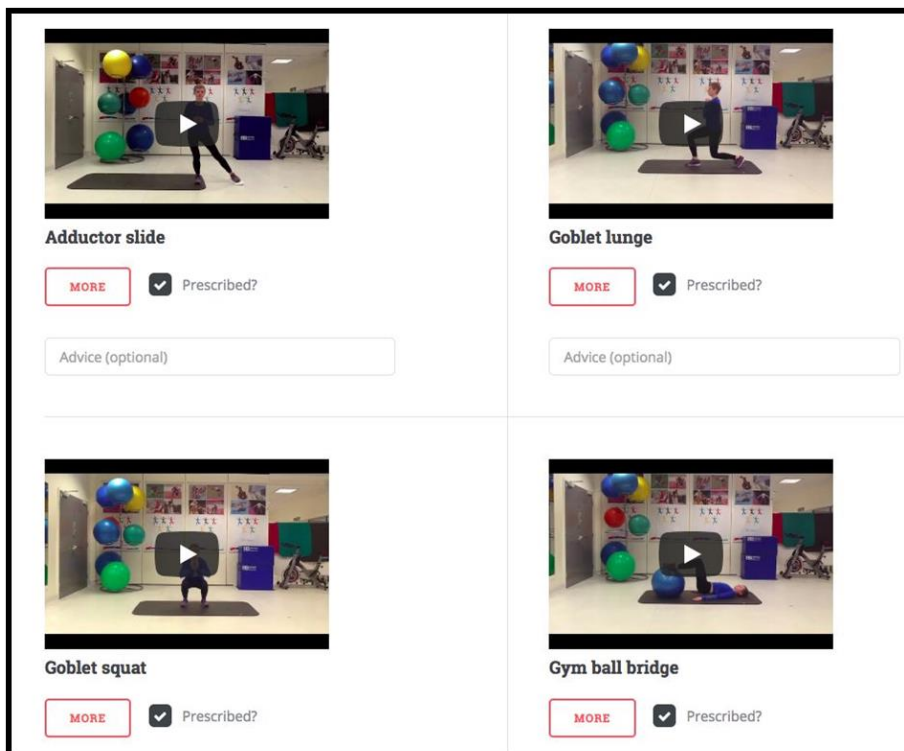 Adductor slide
MORE
Prescribed?
Advice (optional)
Goblet lunge
MORE
Prescribed?
Advice (optional)
Goblet squat
MORE
Prescribed?
Gym ball bridge
MORE
Prescribed?